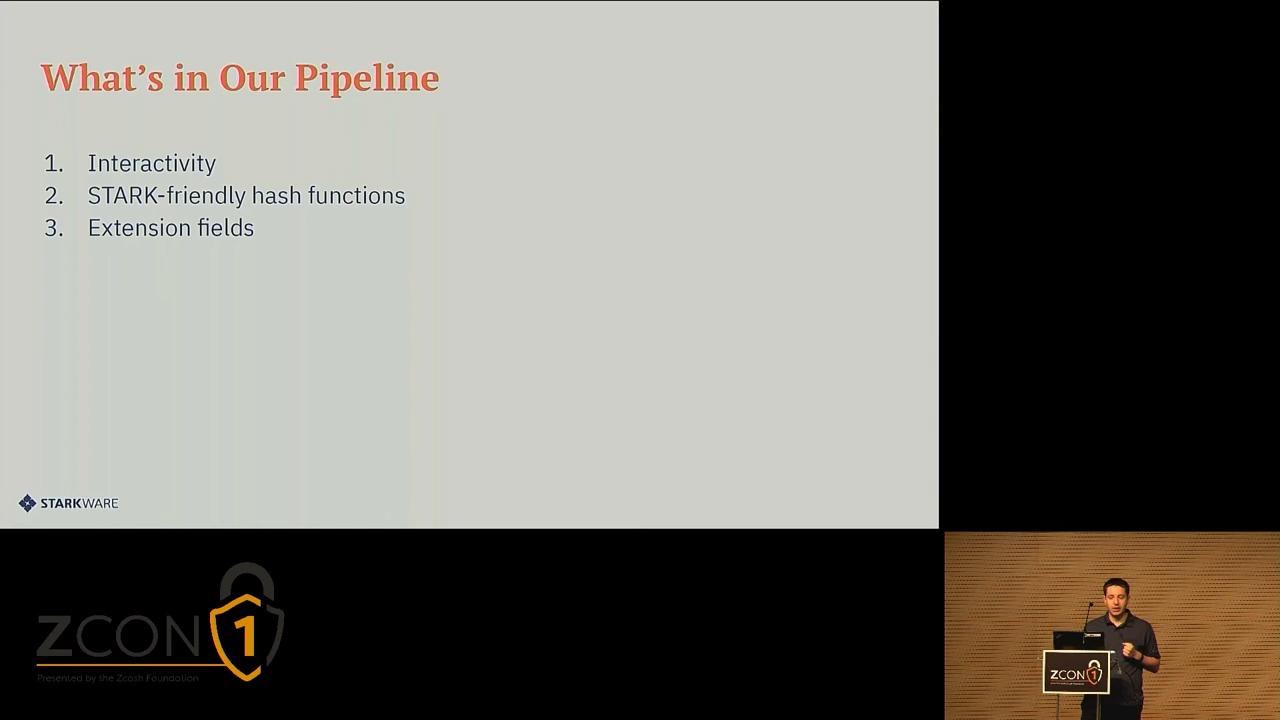 What's in Our Pipeline
1. Interactivity
2. STARK-friendly hash functions
3. Extension fields
STARKWARE
ZCON 1
Presented by the Zcash Foundation
ZCON 1